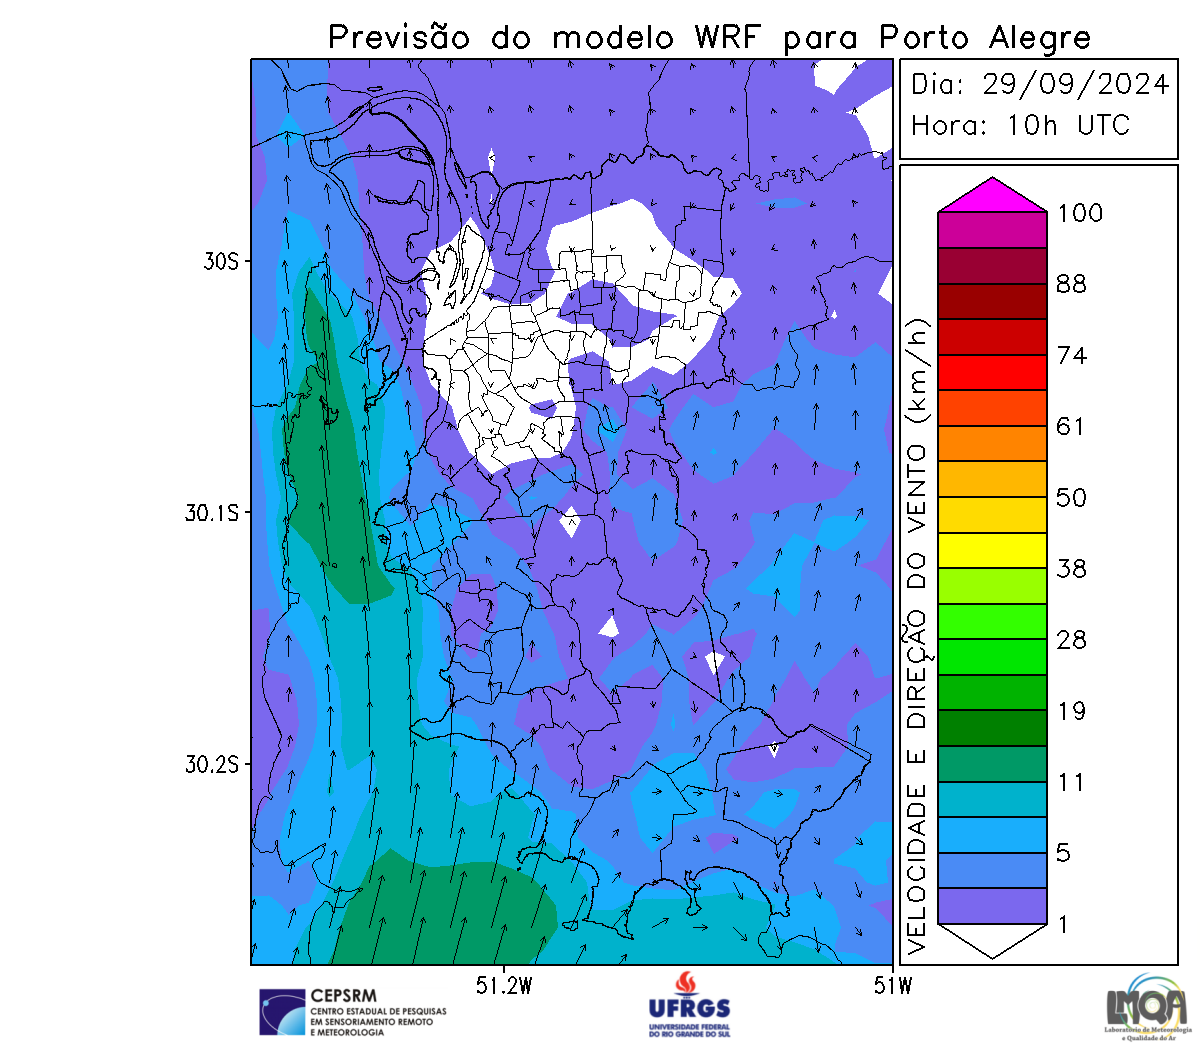 Previsão do modelo WRF para Porto Alegre
Dia: 29/09/2024
Hora: 10h UTC
30S
30.1S
30.2S
51.2W
51W
VELOCIDADE E DIREÇÃO DO VENTO (km/h)
100
88
74
61
50
38
28
19
11
5
1
CEPSRM
CENTRO ESTADUAL DE PESQUISAS
EM SENSORIAMENTO REMOTO
E METEOROLOGIA
UFRGS
UNIVERSIDADE FEDERAL
DO RIO GRANDE DO SUL
LMQA
Laboratório de Meteorologia
e Qualidade do Ar